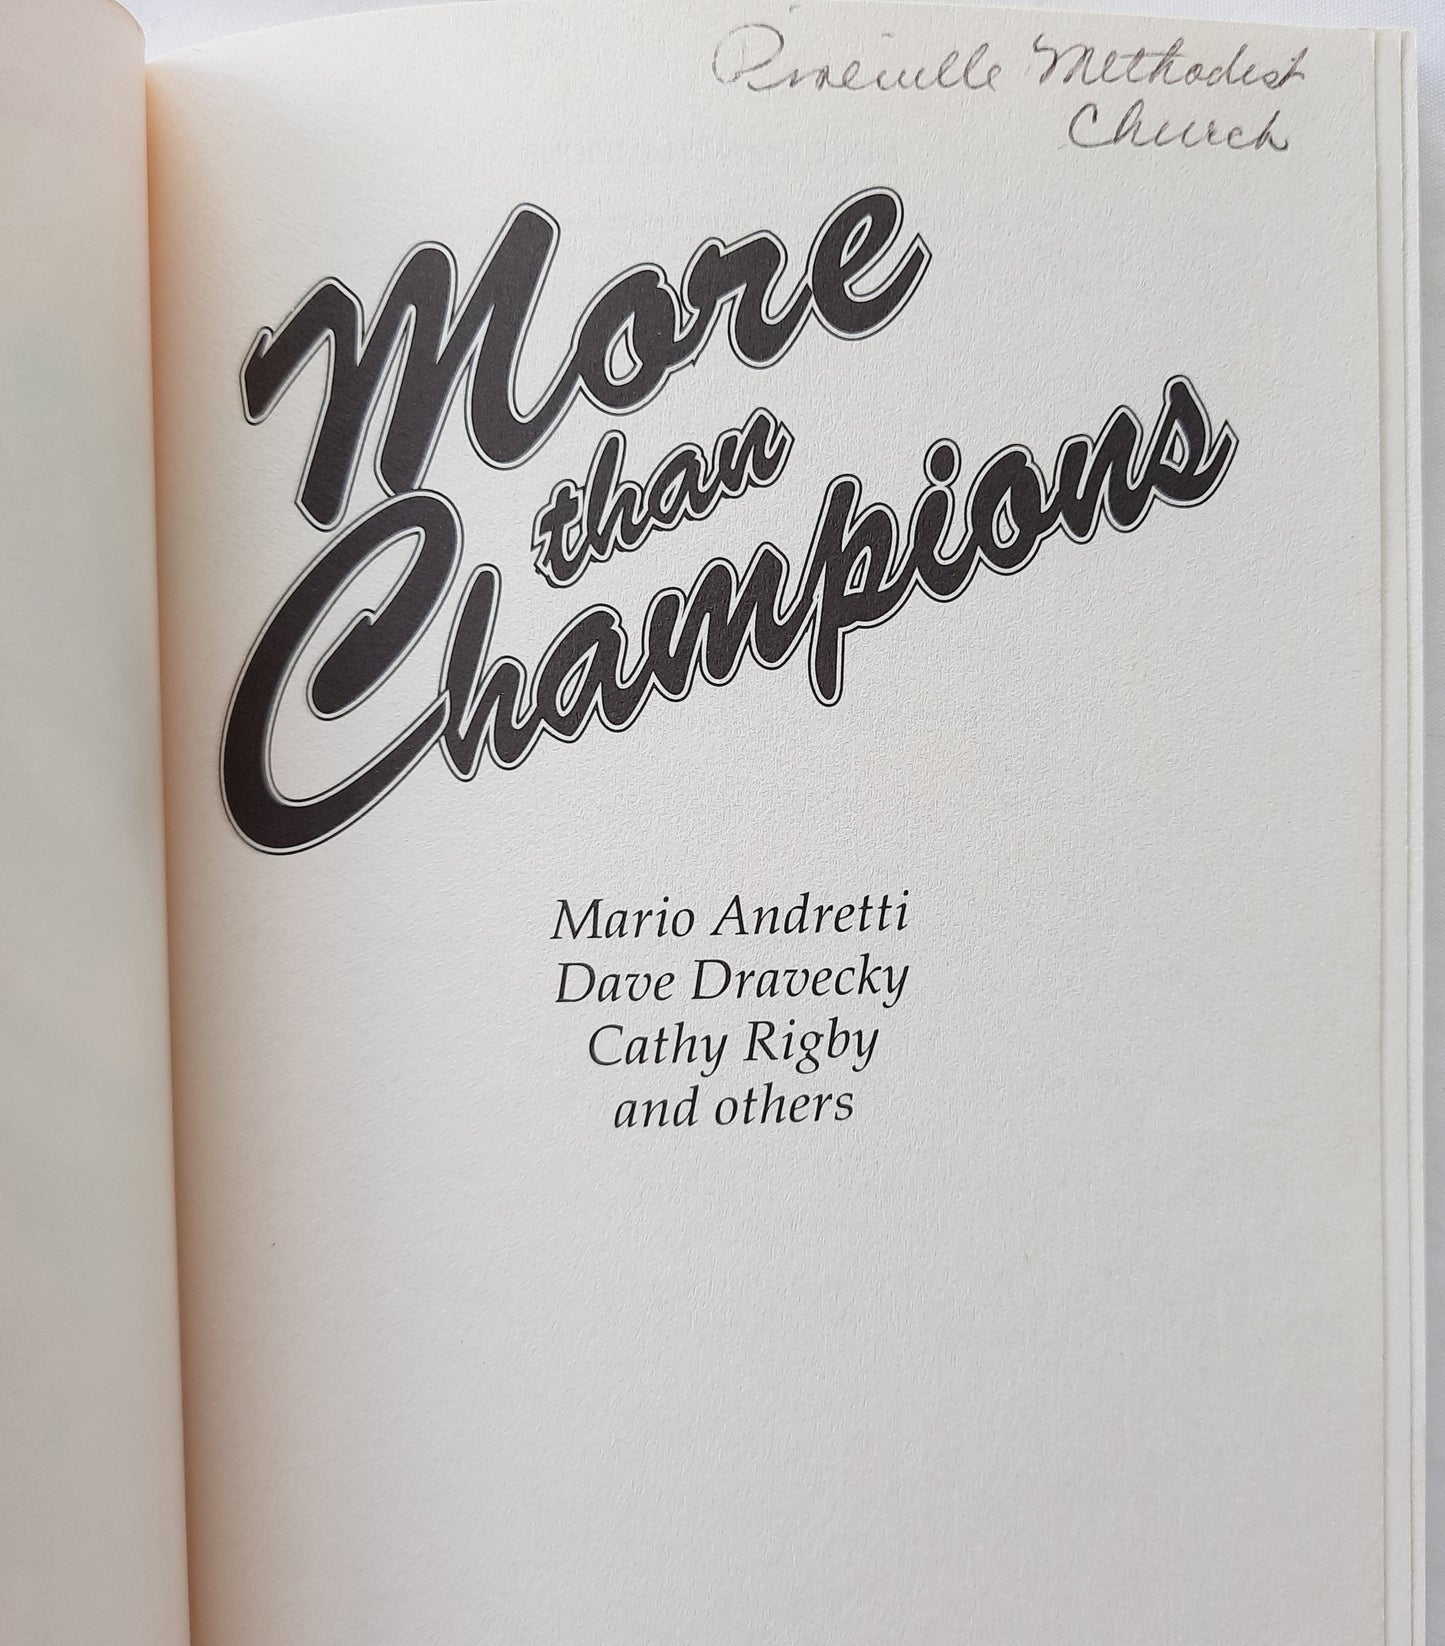 Pineville Methodist
Church
More
than
Champions
Mario Andretti
Dave Dravecky
Cathy Rigby
and others